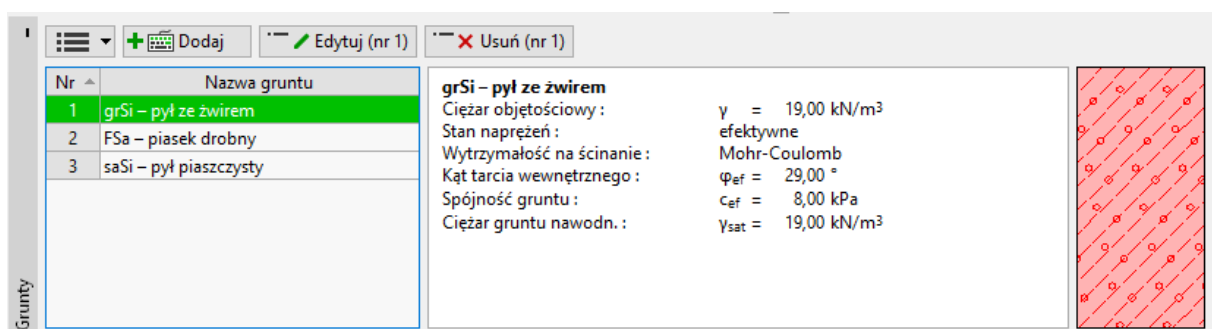 Dodaj
Edytuj (nr 1)
Usuń (nr 1)
Nr Nazwa gruntu
1 grSi – pył ze żwirem
2 FSa – piasek drobny
3 saSi – pył piaszczysty
grSi – pył ze żwirem
Ciężar objętościowy : γ = 19,00 kN/m³
Stan naprężeń : efektywne
Wytrzymałość na ścinanie : Mohr-Coulomb
Kąt tarcia wewnętrznego : φef = 29,00 °
Spójność gruntu : cef = 8,00 kPa
Ciężar gruntu nawodn. : γsat = 19,00 kN/m³
Grunty